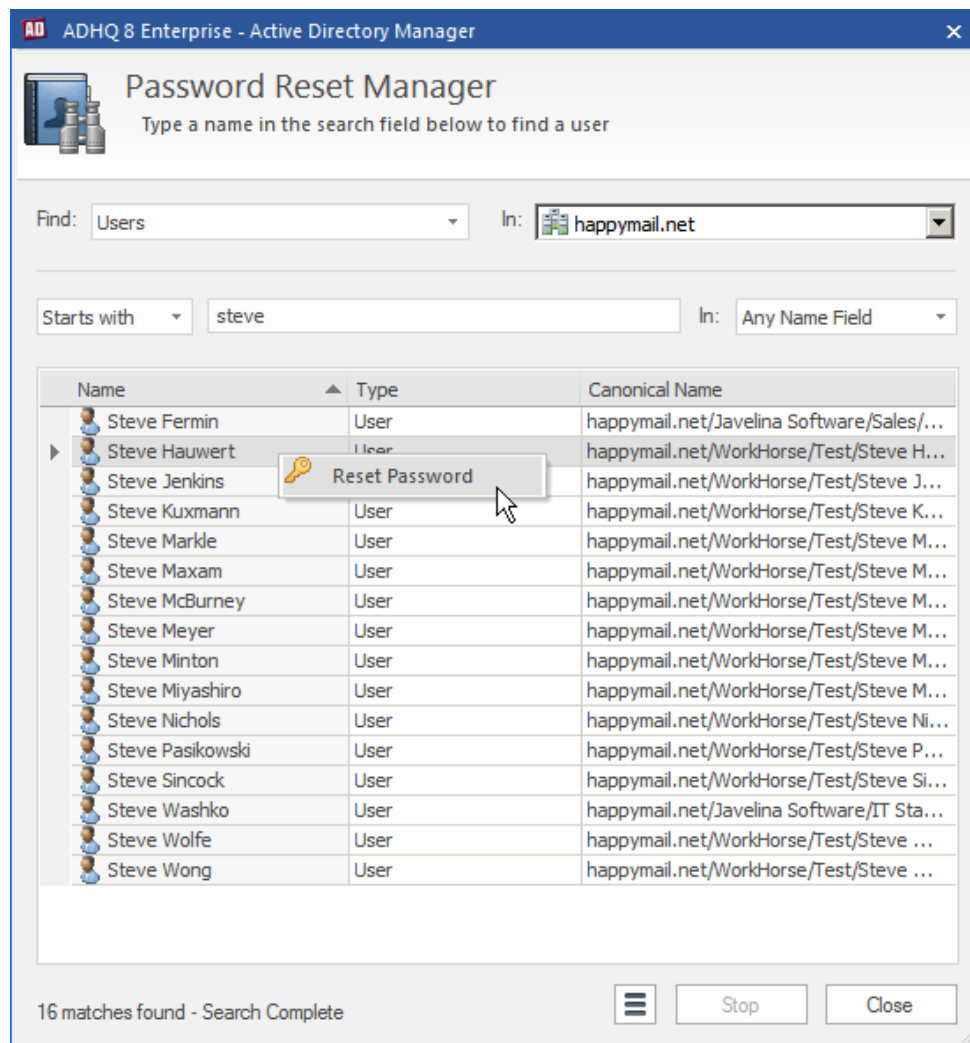 AD ADHQ 8 Enterprise - Active Directory Manager
Password Reset Manager
Type a name in the search field below to find a user
Find: Users In: happymail.net
Starts with steve In: Any Name Field
Name Type Canonical Name
Steve Fermin User happymail.net/Javelina Software/Sales/...
Steve Hauwert User happymail.net/WorkHorse/Test/Steve H...
Reset Password
Steve Jenkins happymail.net/WorkHorse/Test/Steve J...
Steve Kuxmann User happymail.net/WorkHorse/Test/Steve K...
Steve Markle User happymail.net/WorkHorse/Test/Steve M...
Steve Maxam User happymail.net/WorkHorse/Test/Steve M...
Steve McBurney User happymail.net/WorkHorse/Test/Steve M...
Steve Meyer User happymail.net/WorkHorse/Test/Steve M...
Steve Minton User happymail.net/WorkHorse/Test/Steve M...
Steve Miyashiro User happymail.net/WorkHorse/Test/Steve M...
Steve Nichols User happymail.net/WorkHorse/Test/Steve Ni...
Steve Pasikowski User happymail.net/WorkHorse/Test/Steve P...
Steve Sincock User happymail.net/WorkHorse/Test/Steve Si...
Steve Washko User happymail.net/Javelina Software/IT Sta...
Steve Wolfe User happymail.net/WorkHorse/Test/Steve ...
Steve Wong User happymail.net/WorkHorse/Test/Steve ...
16 matches found - Search Complete Stop Close